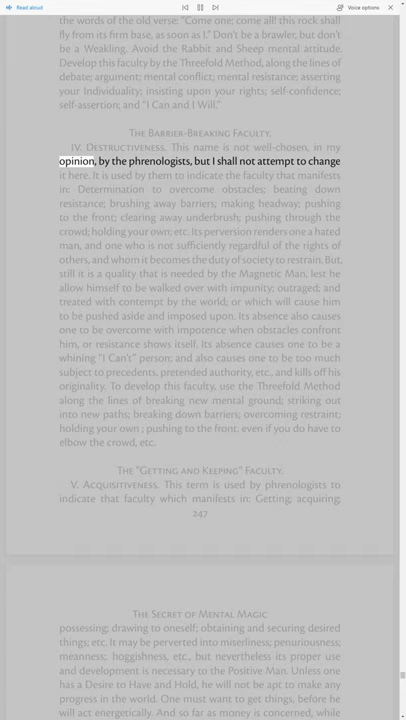 Read aloud
Voice options
the words of the old verse: "Come one; come all! this rock shall
fly from its firm base, as soon as I." Don't be a brawler, but don't
be a Weakling. Avoid the Rabbit and Sheep mental attitude.
Develop this faculty by the Threefold Method, along the lines of
debate; argument; mental conflict; mental resistance; asserting
your Individuality; insisting upon your rights; self-confidence;
self-assertion; and "I Can and I Will."
The Barrier-Breaking Faculty.
IV. Destructiveness. This name is not well-chosen, in my
opinion, by the phrenologists, but I shall not attempt to change
it here. It is used by them to indicate the faculty that manifests
in: Determination to overcome obstacles; beating down
resistance; brushing away barriers; making headway; pushing
to the front; clearing away underbrush; pushing through the
crowd; holding your own; etc. Its perversion renders one a hated
man, and one who is not sufficiently regardful of the rights of
others, and whom it becomes the duty of society to restrain. But,
still it is a quality that is needed by the Magnetic Man, lest he
allow himself to be walked over with impunity; outraged; and
treated with contempt by the world; or which will cause him
to be pushed aside and imposed upon. Its absence also causes
one to be overcome with impotence when obstacles confront
him, or resistance shows itself. Its absence causes one to be a
whining "I Can't" person; and also causes one to be too much
subject to precedents, pretended authority, etc., and kills off his
originality. To develop this faculty, use the Threefold Method
along the lines of breaking new mental ground; striking out
into new paths; breaking down barriers; overcoming restraint;
holding your own ; pushing to the front, even if you do have to
elbow the crowd, etc.
The "Getting and Keeping" Faculty.
V. Acquisitiveness. This term is used by phrenologists to
indicate that faculty which manifests in: Getting; acquiring;
247
The Secret of Mental Magic
possessing; drawing to oneself; obtaining and securing desired
things; etc. It may be perverted into miserliness; penuriousness;
meanness, hoggishness, etc., but nevertheless its proper use
and development is necessary to the Positive Man. Unless one
has a Desire to Have and Hold, he will not be apt to make any
progress in the world. One must want to get things, before he
will act energetically. And so far as money is concerned, while